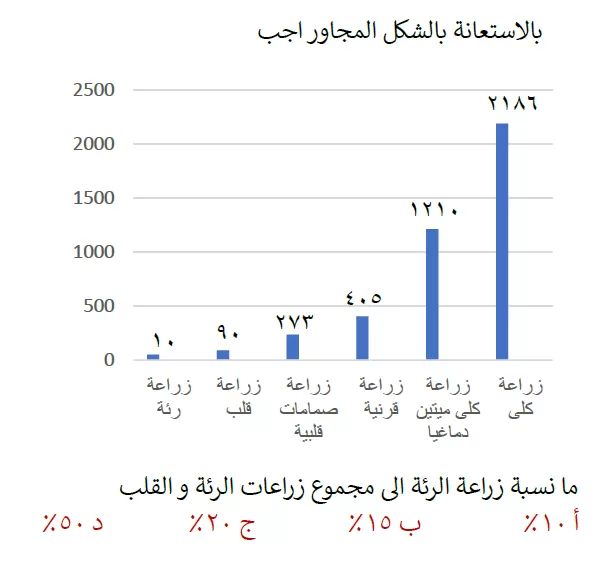 بالاستعانة بالشكل المجاور اجب
2500
2000
1500
1000
500
0
١٠
٩٠
٢٧٣
٤٠٥
١٢١٠
٢١٨٦
زراعة رئة
زراعة قلب
زراعة صمامات قلبية
زراعة قرنية
زراعة كلى ميتين دماغيا
زراعة كلى
ما نسبة زراعة الرئة الى مجموع زراعات الرئة و القلب
أ ١٠٪ ب ١٥٪ ج ٢٠٪ د ٥٠٪